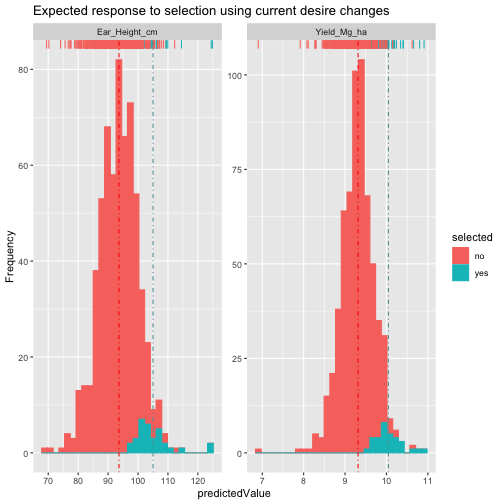 Expected response to selection using current desire changes
Ear_Height_cm
Yield_Mg_ha
80
60
40
20
0
100
75
50
25
0
Frequency
70 80 90 100 110 120
7 8 9 10 11
predictedValue
selected
no
yes